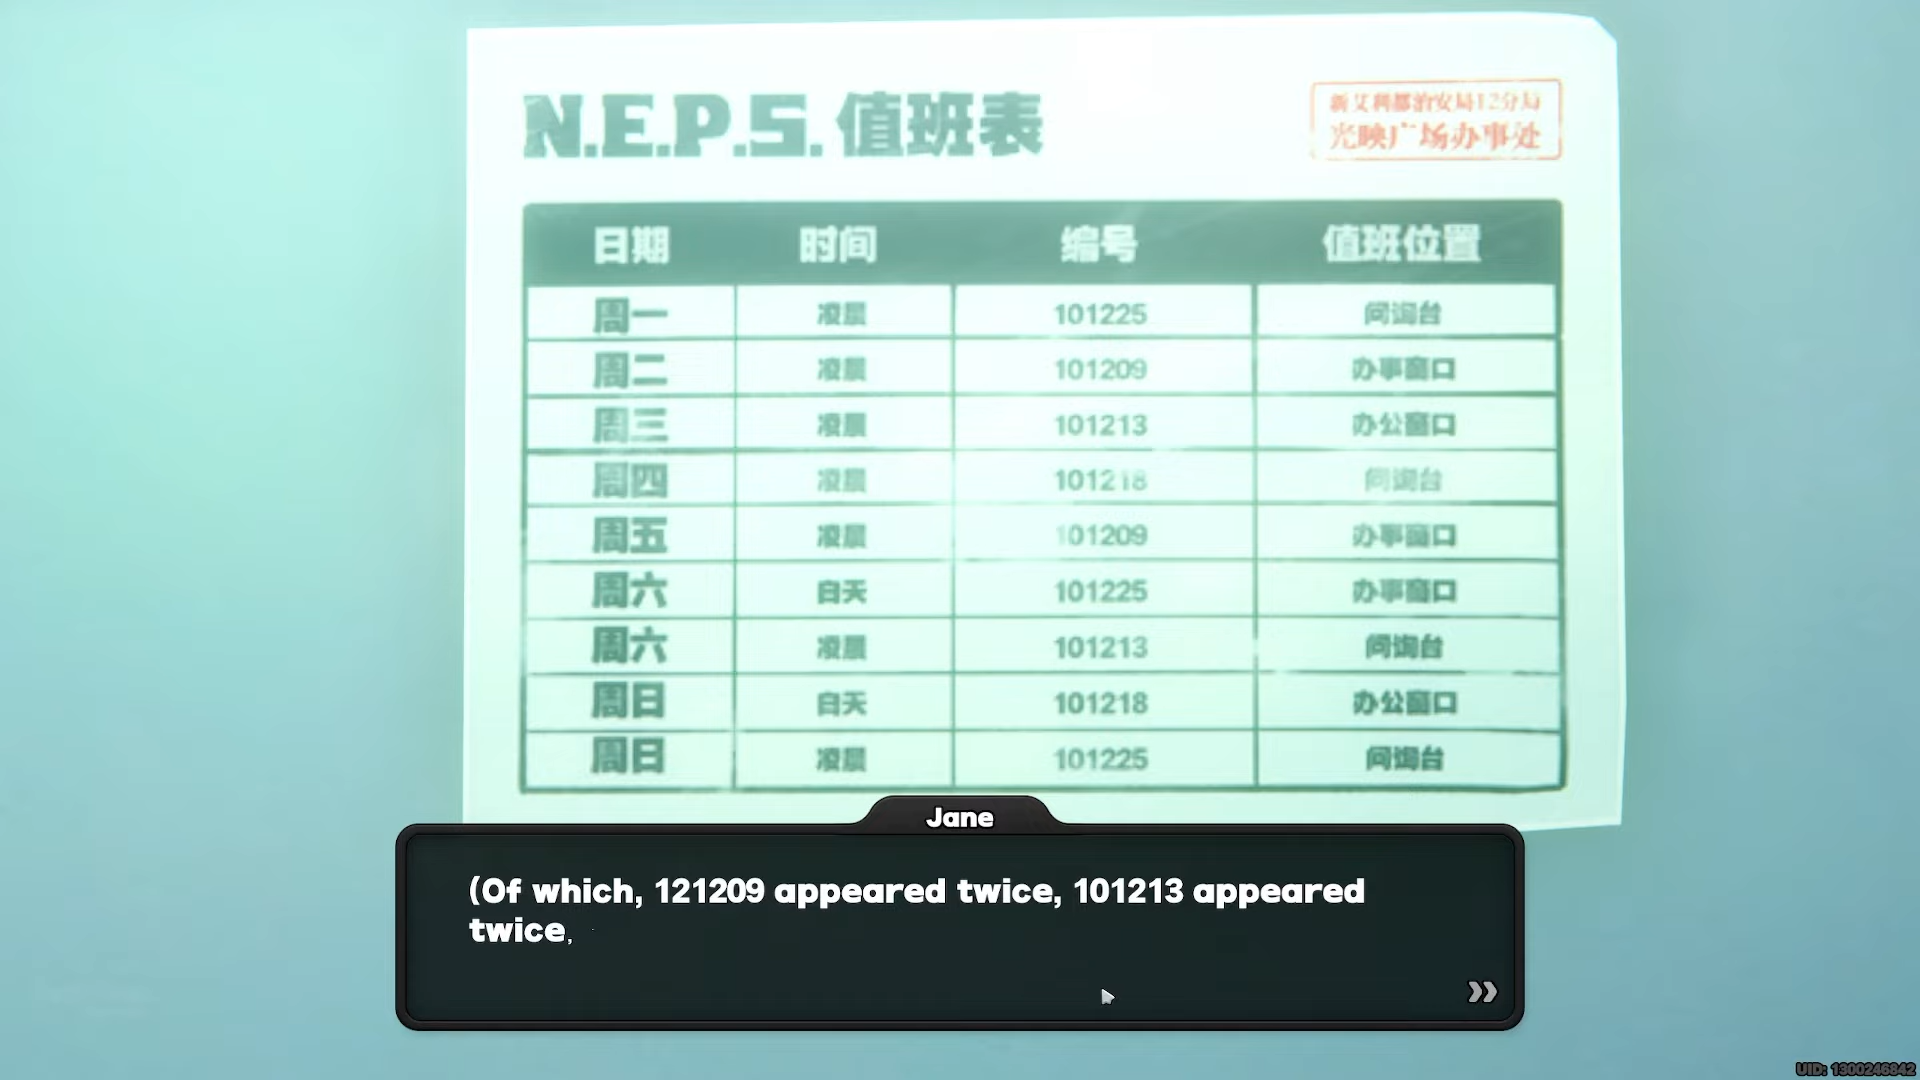 N.E.P.S. 值班表
新艾利都治安局12分局
光映广场办事处
日期 时间 编号 值班位置
周一 凌晨 101225 问询台
周二 凌晨 101209 办事窗口
周三 凌晨 101213 办公窗口
周四 凌晨 101218 问询台
周五 凌晨 101209 办事窗口
周六 白天 101225 办事窗口
周六 凌晨 101213 问询台
周日 白天 101218 办公窗口
周日 凌晨 101225 问询台
Jane
(Of which, 121209 appeared twice, 101213 appeared
twice,
UID: 1300246842